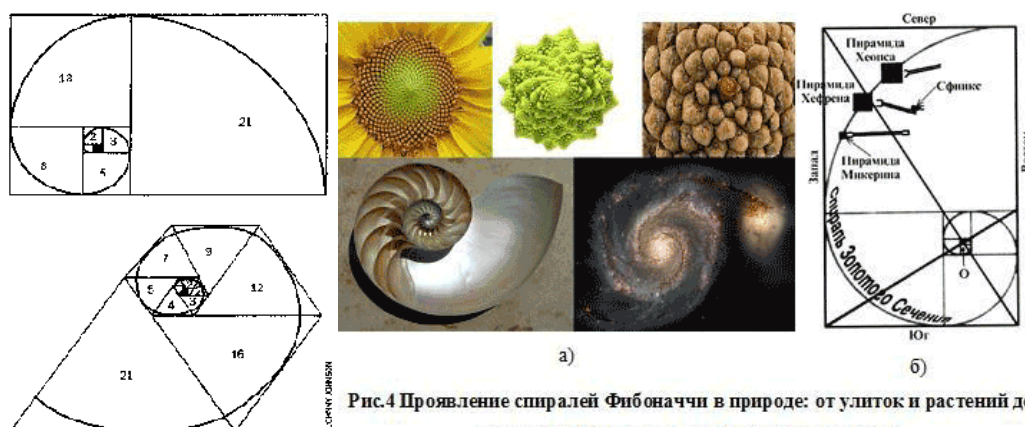 13
21
2 3
8
5
7
9
5
2
12
4
3
16
21
а)
Север
Пирамида
Хеопса
Пирамида
Хефрена
Сфинкс
Запад
Пирамида
Микерина
Спираль Золотого Сечения
О
Юг
б)
Рис.4 Проявление спиралей Фибоначчи в природе: от улиток и растений до